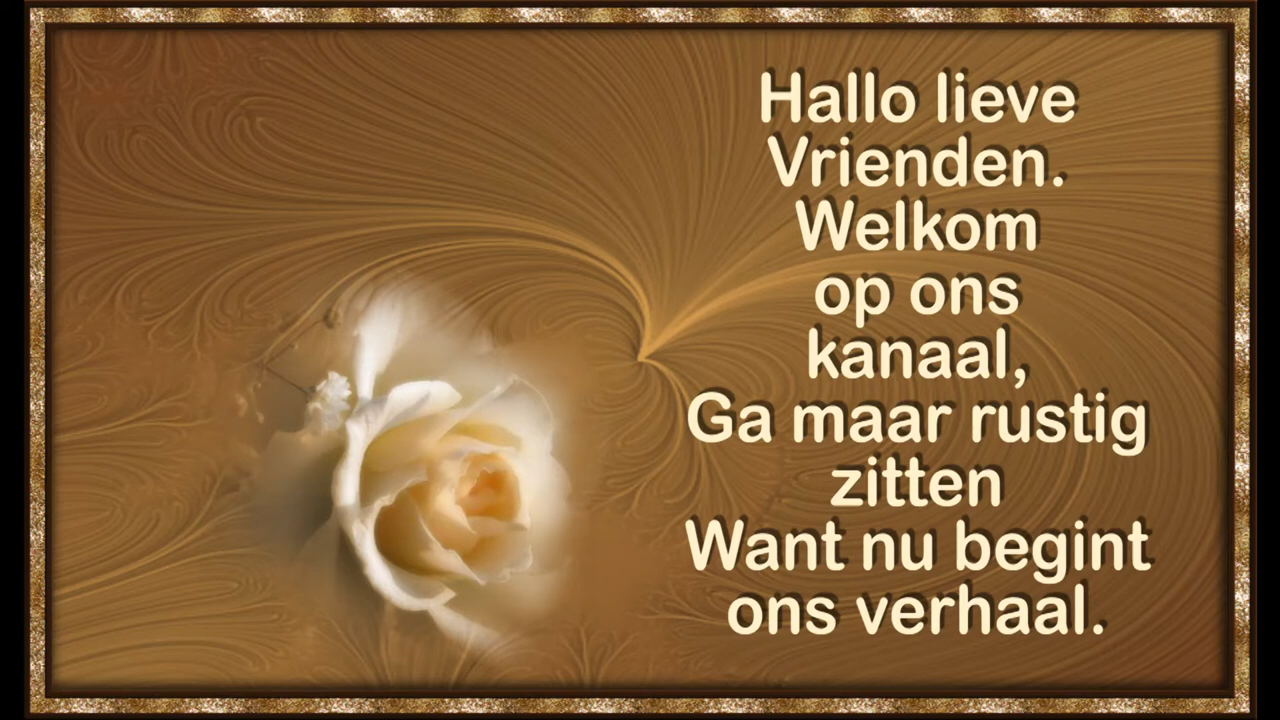 Hallo lieve
Vrienden.
Welkom
op ons
kanaal,
Ga maar rustig
zitten
Want nu begint
ons verhaal.